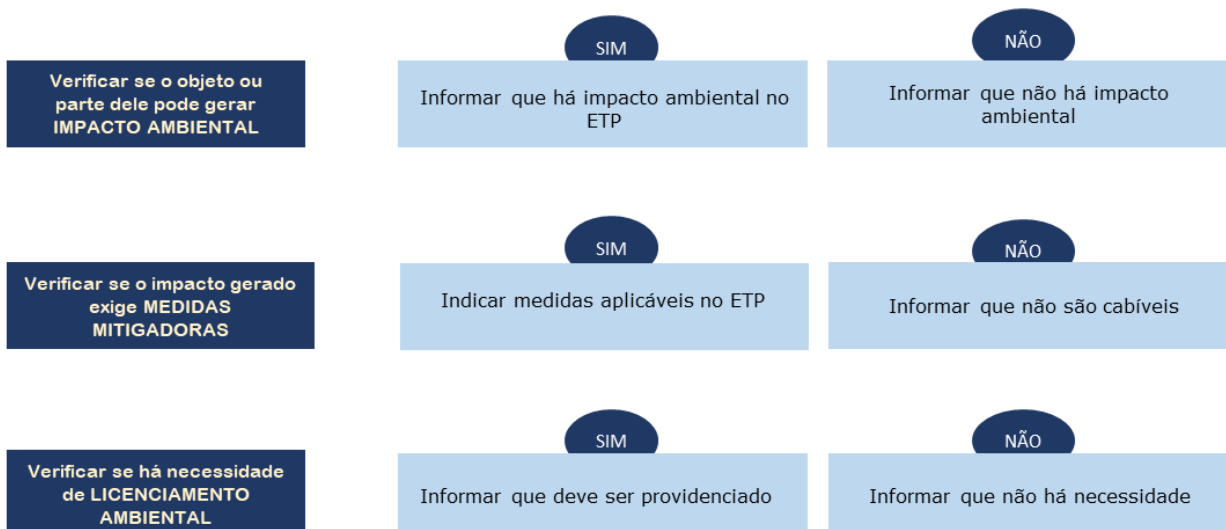 SIM
NÃO
Verificar se o objeto ou
parte dele pode gerar
IMPACTO AMBIENTAL
Informar que há impacto ambiental no
ETP
Informar que não há impacto
ambiental
SIM
NÃO
Verificar se o impacto gerado
exige MEDIDAS
MITIGADORAS
Indicar medidas aplicáveis no ETP
Informar que não são cabíveis
SIM
NÃO
Verificar se há necessidade
de LICENCIAMENTO
AMBIENTAL
Informar que deve ser providenciado
Informar que não há necessidade